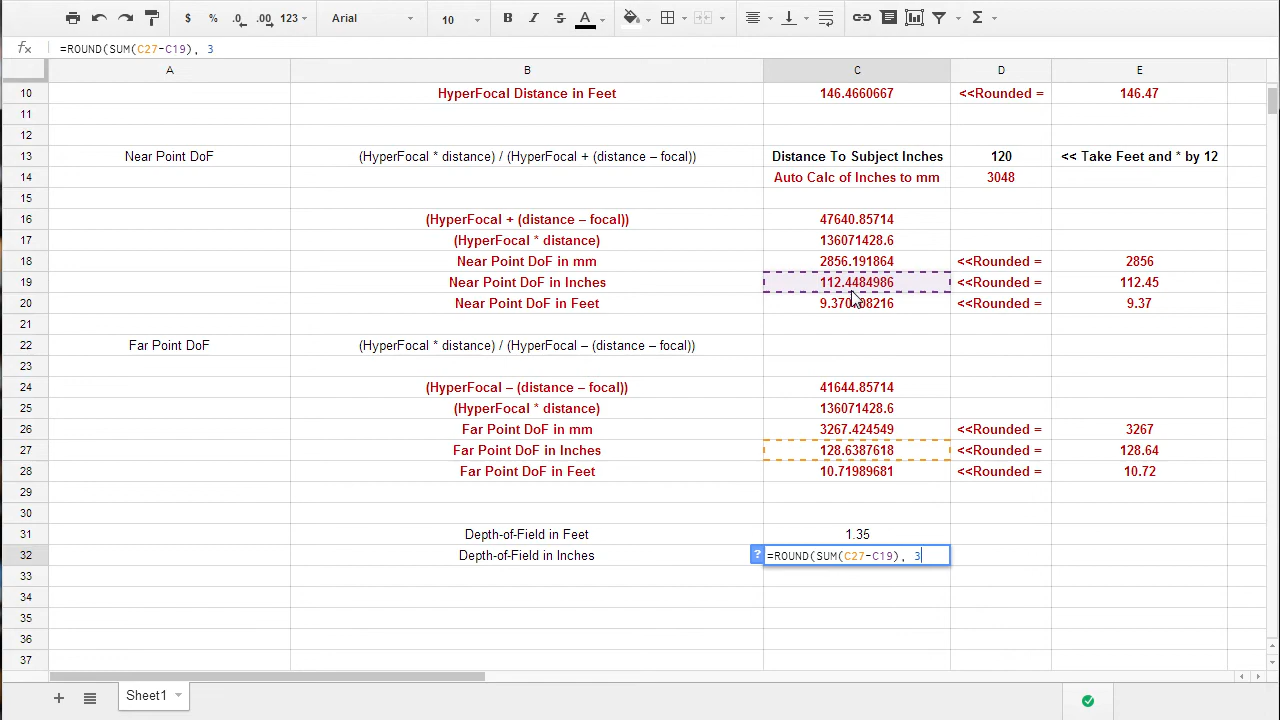 $ % .0 .00 123 Arial 10 B I S A Σ
fx =ROUND(SUM(C27-C19), 3
A B C D E
10 HyperFocal Distance in Feet 146.4660667 <<Rounded = 146.47
11
12
13 Near Point DoF (HyperFocal * distance) / (HyperFocal + (distance – focal)) Distance To Subject Inches 120 << Take Feet and * by 12
14 Auto Calc of Inches to mm 3048
15
16 (HyperFocal + (distance – focal)) 47640.85714
17 (HyperFocal * distance) 136071428.6
18 Near Point DoF in mm 2856.191864 <<Rounded = 2856
19 Near Point DoF in Inches 112.4484986 <<Rounded = 112.45
20 Near Point DoF in Feet <<Rounded = 9.37
21
22 Far Point DoF (HyperFocal * distance) / (HyperFocal – (distance – focal))
23
24 (HyperFocal – (distance – focal)) 41644.85714
25 (HyperFocal * distance) 136071428.6
26 Far Point DoF in mm 3267.424549 <<Rounded = 3267
27 Far Point DoF in Inches 128.6387618 <<Rounded = 128.64
28 Far Point DoF in Feet 10.71989681 <<Rounded = 10.72
29
30
31 Depth-of-Field in Feet 1.35
32 Depth-of-Field in Inches ? =ROUND(SUM(C27-C19), 3
33
34
35
36
37
Sheet1